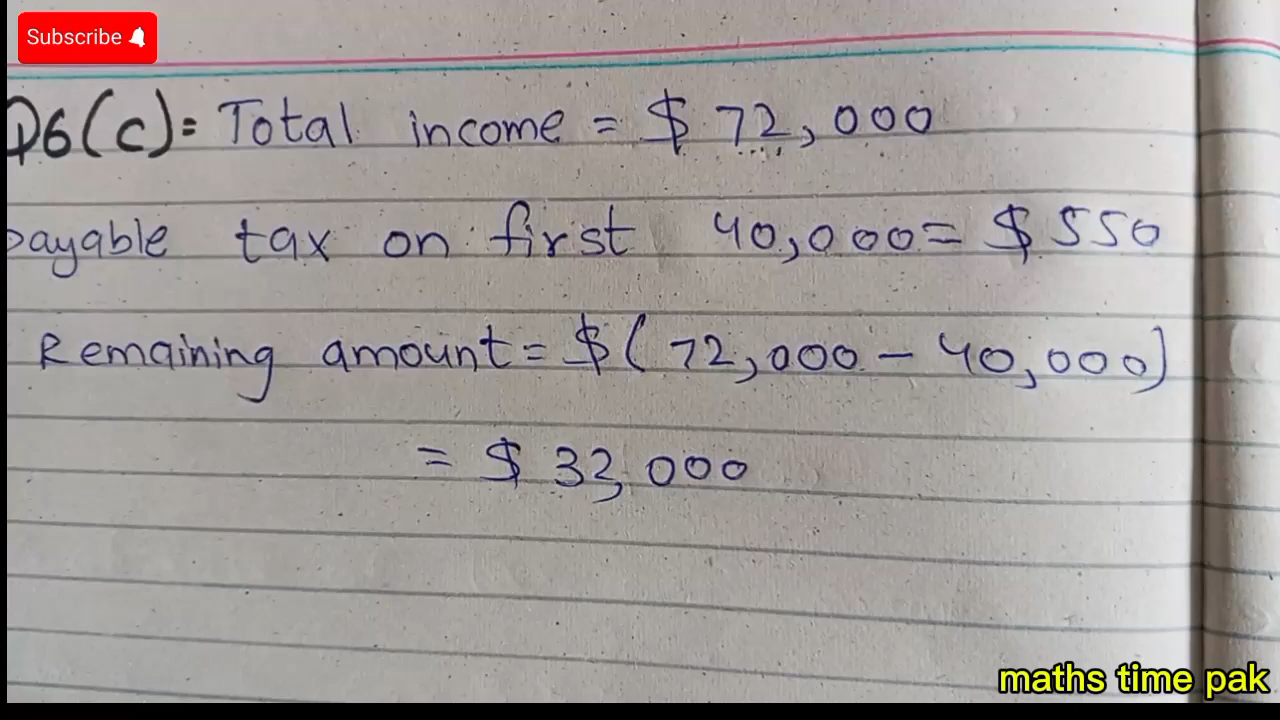 Subscribe
Q6(c)= Total income = $ 72,000
payable tax on first 40,000= $ 550
Remaining amount = $( 72,000 - 40,000)
= $ 32,000
maths time pak